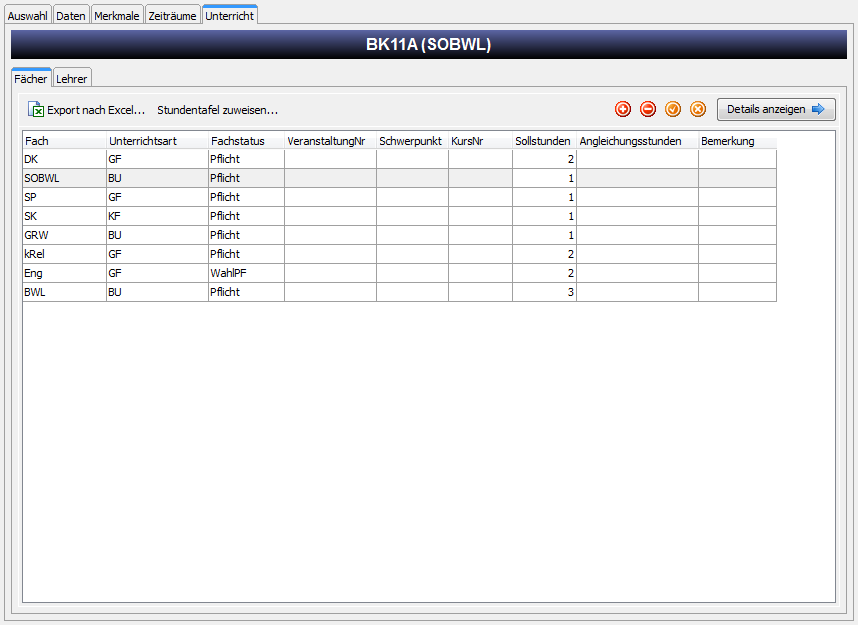 Auswahl Daten Merkmale Zeiträume Unterricht
BK11A (SOBWL)
Fächer Lehrer
Export nach Excel... Stundentafel zuweisen... Details anzeigen
Fach Unterrichtsart Fachstatus VeranstaltungNr Schwerpunkt KursNr Sollstunden Angleichungsstunden Bemerkung
DK GF Pflicht 2
SOBWL BU Pflicht 1
SP GF Pflicht 1
SK KF Pflicht 1
GRW BU Pflicht 1
kRel GF Pflicht 2
Eng GF WahlPF 2
BWL BU Pflicht 3